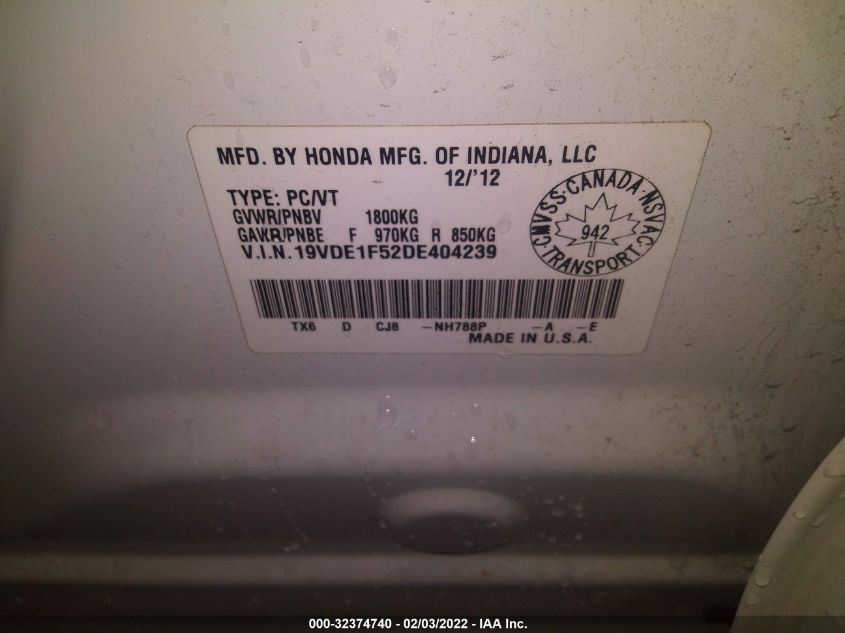 MFD. BY HONDA MFG. OF INDIANA, LLC
12/'12
TYPE: PC/VT
GVWR/PNBV 1800KG
GAWR/PNBE F 970KG R 850KG
V.I.N. 19VDE1F52DE404239
CMVSS·CANADA·NSVAC
942
TRANSPORT
TX6 D CJB -NH788P -A -E
MADE IN U.S.A.
000-32374740 - 02/03/2022 - IAA Inc.